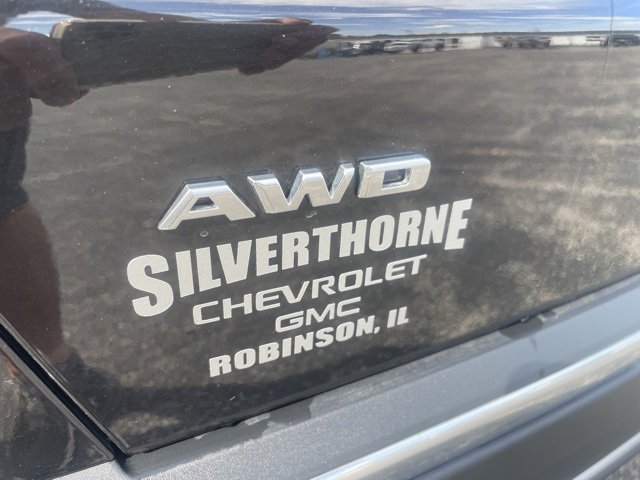 AWD
SILVERTHORNE
CHEVROLET
GMC
ROBINSON, IL